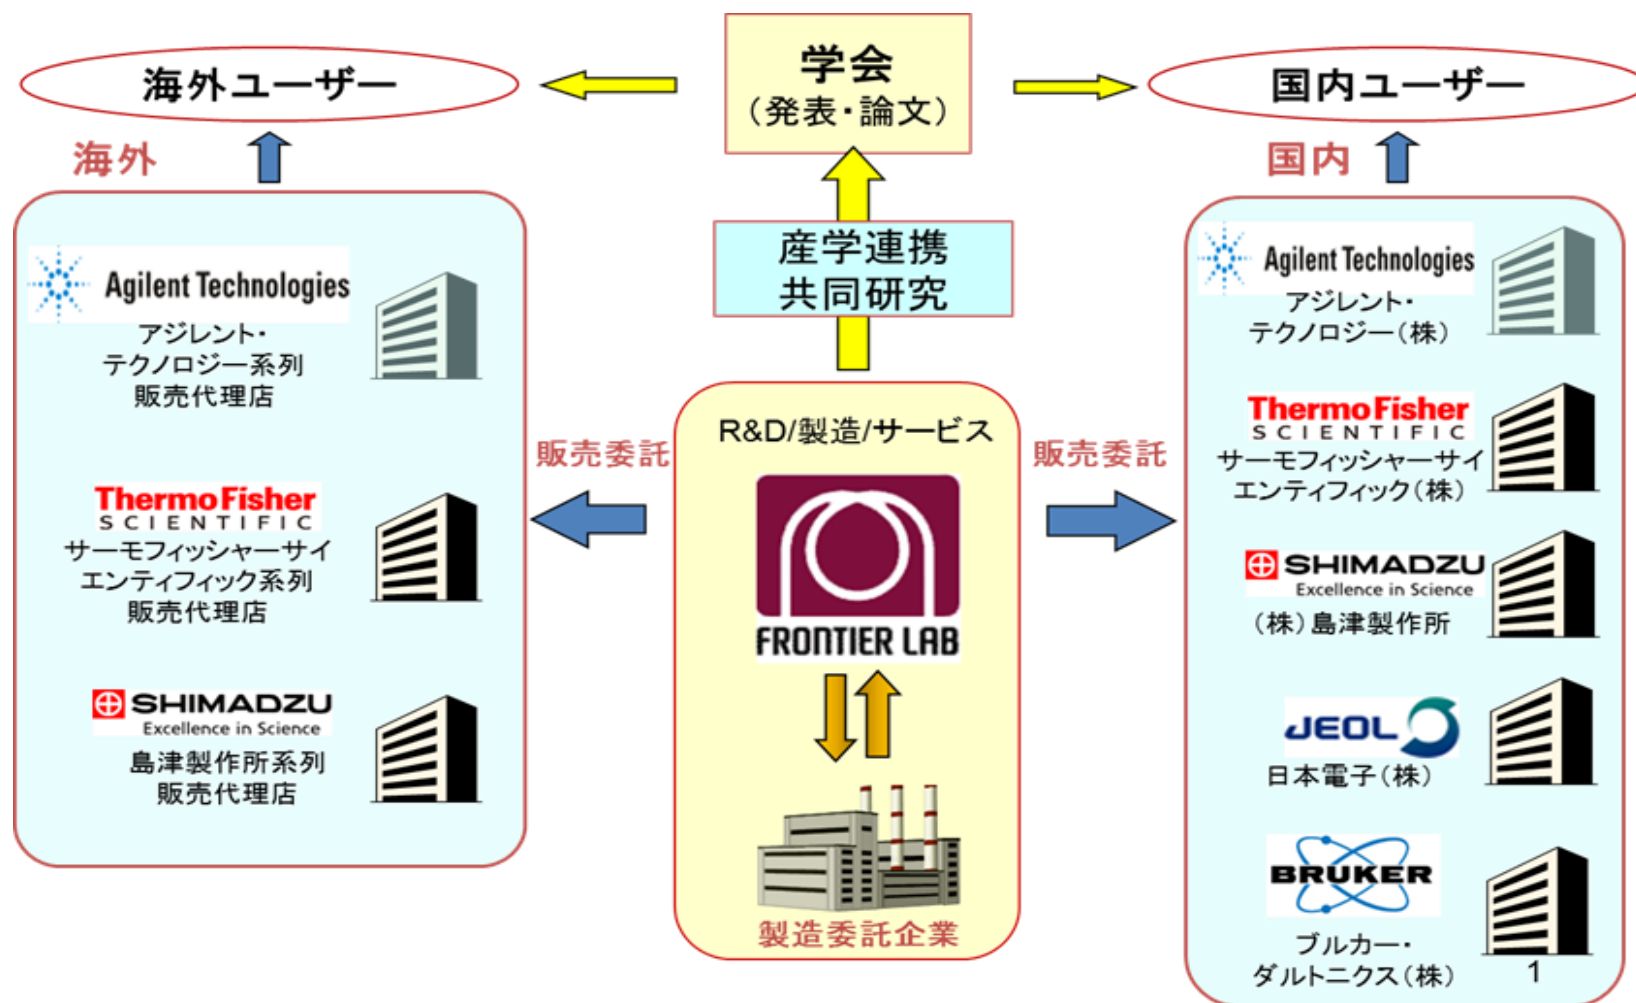 学会
(発表・論文)
海外ユーザー
国内ユーザー
海外
国内
産学連携
共同研究
Agilent Technologies
アジレント・
テクノロジー系列
販売代理店
ThermoFisher
SCIENTIFIC
サーモフィッシャーサイ
エンティフィック系列
販売代理店
SHIMADZU
Excellence in Science
島津製作所系列
販売代理店
販売委託
R&D/製造/サービス
FRONTIER LAB
製造委託企業
販売委託
Agilent Technologies
アジレント・
テクノロジー(株)
ThermoFisher
SCIENTIFIC
サーモフィッシャーサイ
エンティフィック(株)
SHIMADZU
Excellence in Science
(株)島津製作所
JEOL
日本電子(株)
BRUKER
ブルカー・
ダルトニクス(株)
1